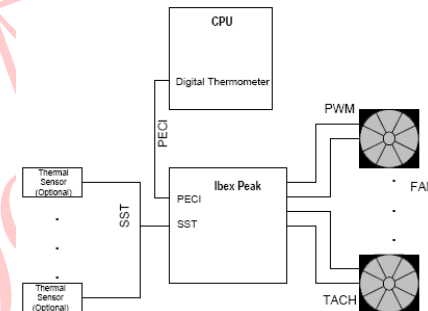 CPU
Digital Thermometer
PECI
PWM
Thermal
Sensor
(Optional)
SST
Ibex Peak
PECI
SST
FA
Thermal
Sensor
(Optional)
TACH